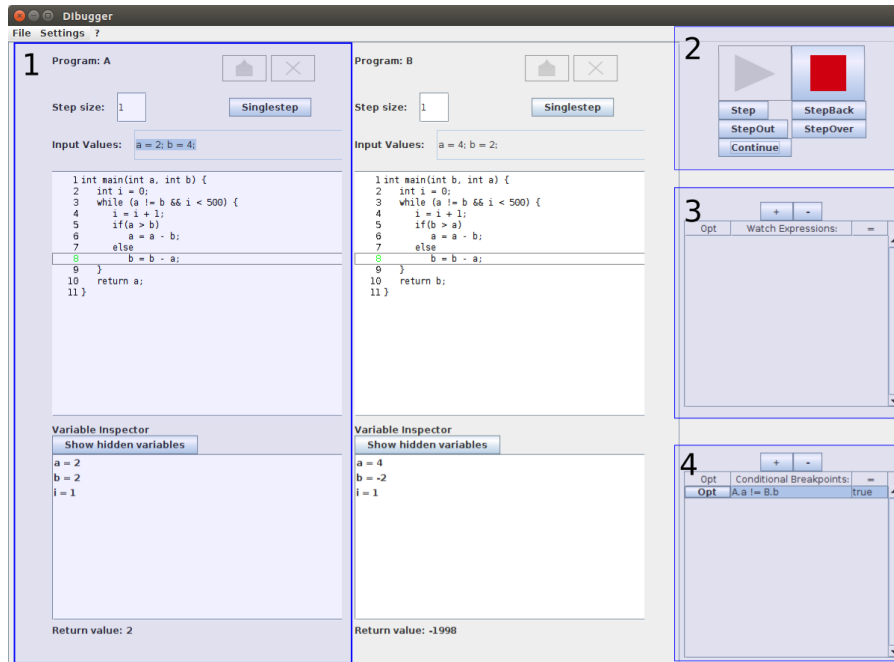 DIbugger
File Settings ?
1
Program: A
Step size: 1 Singlestep
Input Values: a = 2; b = 4;
1 int main(int a, int b) {
2 int i = 0;
3 while (a != b && i < 500) {
4 i = i + 1;
5 if(a > b)
6 a = a - b;
7 else
8 b = b - a;
9 }
10 return a;
11 }
Variable Inspector
Show hidden variables
a = 2
b = 2
i = 1
Return value: 2
Program: B
Step size: 1 Singlestep
Input Values: a = 4; b = 2;
1 int main(int b, int a) {
2 int i = 0;
3 while (a != b && i < 500) {
4 i = i + 1;
5 if(b > a)
6 a = a - b;
7 else
8 b = b - a;
9 }
10 return b;
11 }
Variable Inspector
Show hidden variables
a = 4
b = -2
i = 1
Return value: -1998
2
Step StepBack
StepOut StepOver
Continue
3
+ -
Opt Watch Expressions: =
4
+ -
Opt Conditional Breakpoints: =
Opt A.a != B.b true